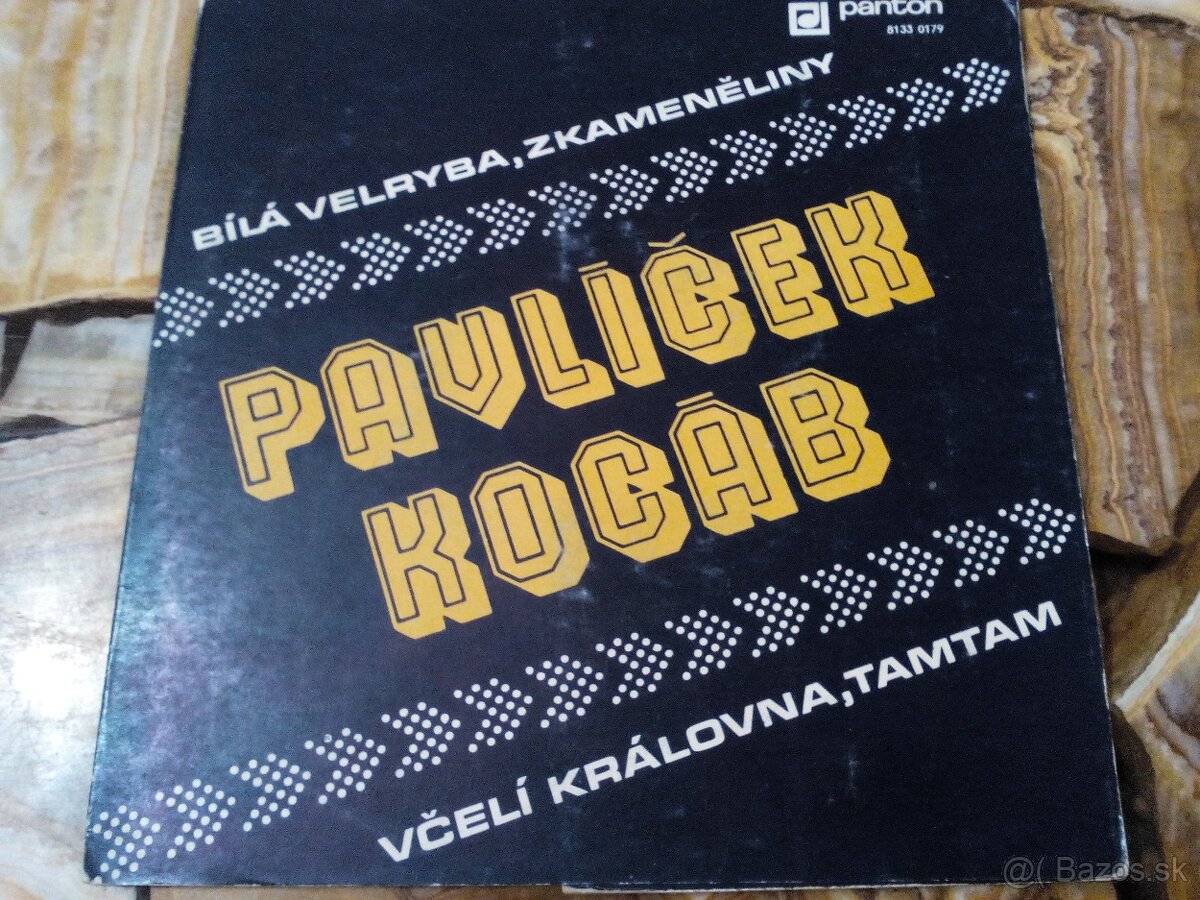 panton
8133 0179
BÍLÁ VELRYBA, ZKAMENĚLINY
PAVLÍČEK
KOCÁB
VČELÍ KRÁLOVNA, TAMTAM
@( Bazos.sk